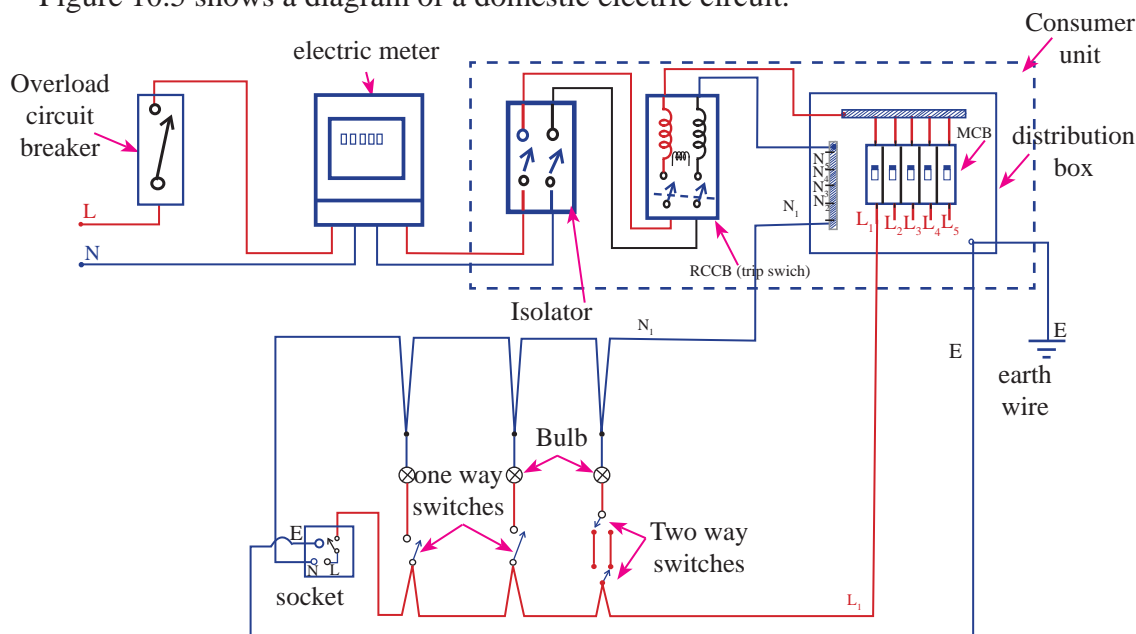 Figure 10.5 shows a diagram of a domestic electric circuit.
Consumer
unit
electric meter
Overload
circuit
breaker
MCB
distribution
box
L
N
N
N
N
N
N₁
L₁
L₂
L₃
L₄
L₅
RCCB (trip swich)
Isolator
N₁
E
E
earth
wire
Bulb
one way
switches
Two way
switches
E
N
L
socket
L₁